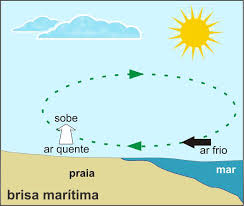 sobe
ar quente
ar frio
praia
mar
brisa marítima